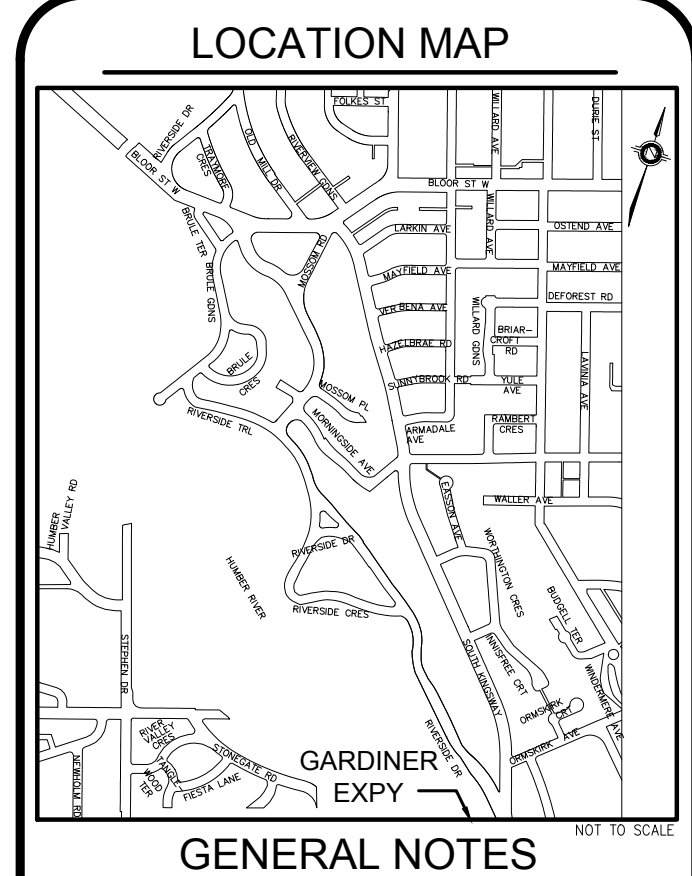 LOCATION MAP
FOLKES ST
RIVERSIDE DR
OLD MILL DR
RIVERVIEW GDNS
WILLARD AVE
DURIE ST
TRAYMORE
CRES
BLOOR ST W
BLOOR ST W
BRULE TER
BRULE GDNS
MOSSOM RD
LARKIN AVE
WILLARD AVE
OSTEND AVE
MAYFIELD AVE
MAYFIELD AVE
DEFOREST RD
VERBENA AVE
WILLARD GDNS
BRIAR-
CROFT
RD
HAZELBRAE RD
LAVINIA AVE
BRULE
CRES
SUNNYBROOK RD
YULE
AVE
MOSSOM PL
RIVERSIDE TRL
MORNINGSIDE AVE
RAMBERT
CRES
ARMADALE
AVE
HUMBER
VALLEY RD
EASSON AVE
WALLER AVE
RIVERSIDE DR
HUMBER RIVER
WORTHINGTON CRES
RIVERSIDE CRES
BUDGELL TER
STEPHEN DR
SOUTH KINGSWAY
INNISFREE CRT
WINDERMERE AVE
ORMSKIRK
CRT
RIVER
VALLEY
CRES
STONEGATE RD
RIVERSIDE DR
ORMSKIRK AVE
NEWHOLM RD
TANGLE
WOOD
TER
FIESTA LANE
GARDINER
EXPY
NOT TO SCALE
GENERAL NOTES